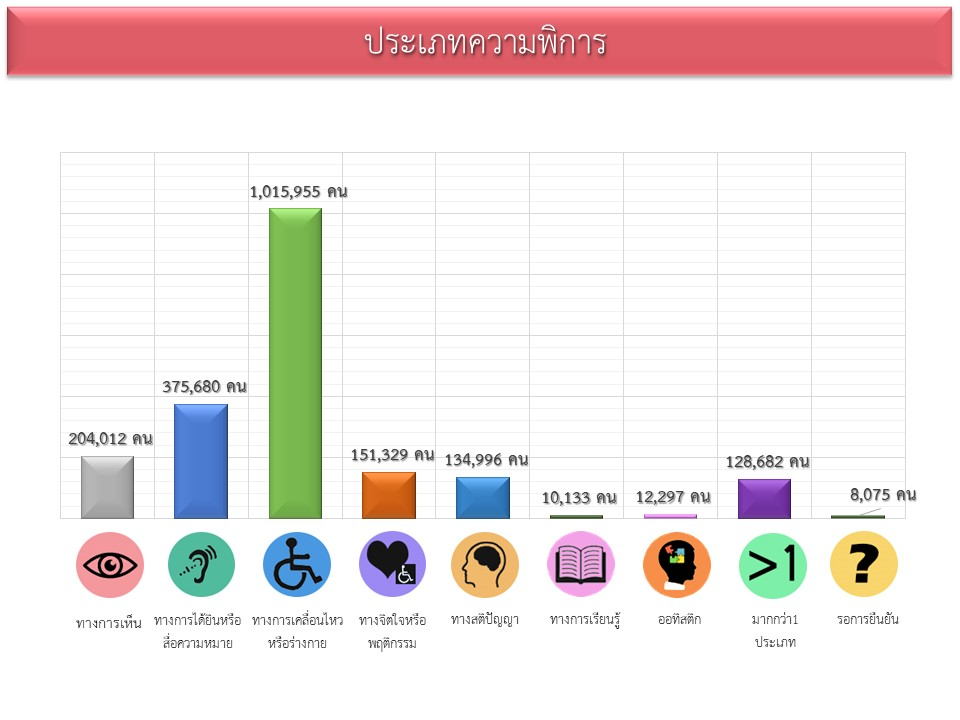 ประเภทความพิการ
1,015,955 คน
375,680 คน
204,012 คน
151,329 คน
134,996 คน
10,133 คน
12,297 คน
128,682 คน
8,075 คน
>1
?
ทางการเห็น
ทางการได้ยินหรือ
สื่อความหมาย
ทางการเคลื่อนไหว
หรือร่างกาย
ทางจิตใจหรือ
พฤติกรรม
ทางสติปัญญา
ทางการเรียนรู้
ออทิสติก
มากกว่า1
ประเภท
รอการยืนยัน